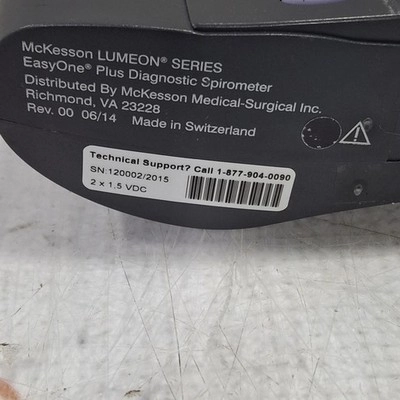 McKesson LUMEON® SERIES
EasyOne® Plus Diagnostic Spirometer
Distributed By McKesson Medical-Surgical Inc.
Richmond, VA 23228
Rev. 00 06/14 Made in Switzerland
Technical Support? Call 1-877-904-0090
SN:120002/2015
2 x 1,5 VDC